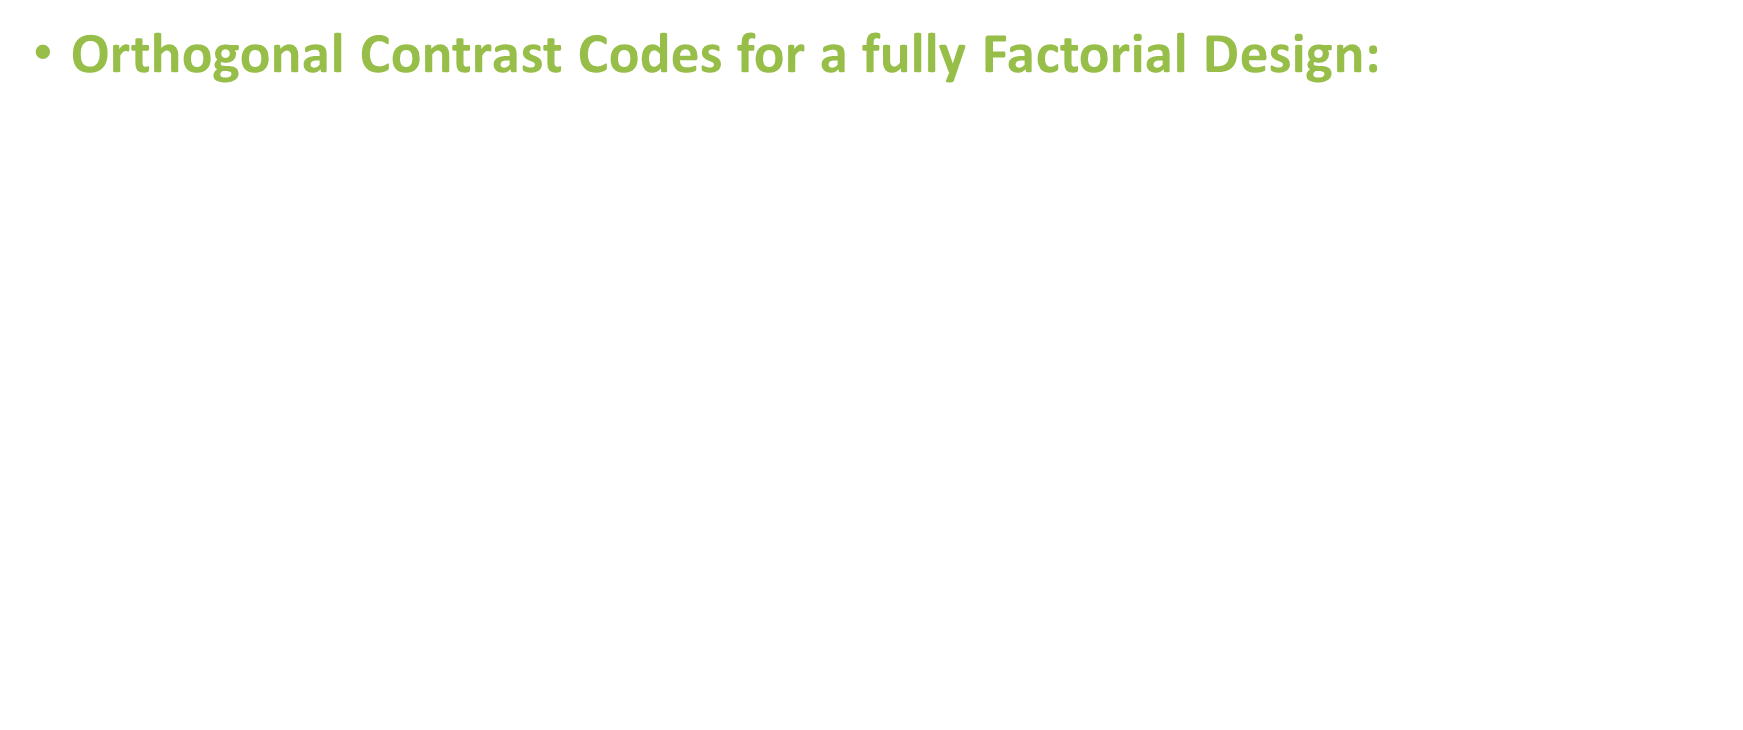 • Orthogonal Contrast Codes for a fully Factorial Design: